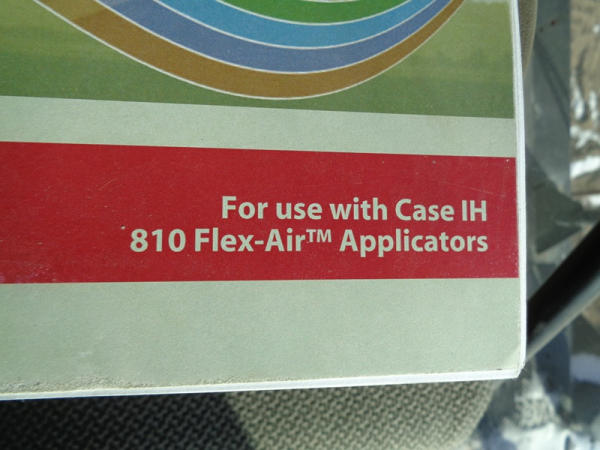 For use with Case IH
810 Flex-Air™ Applicators